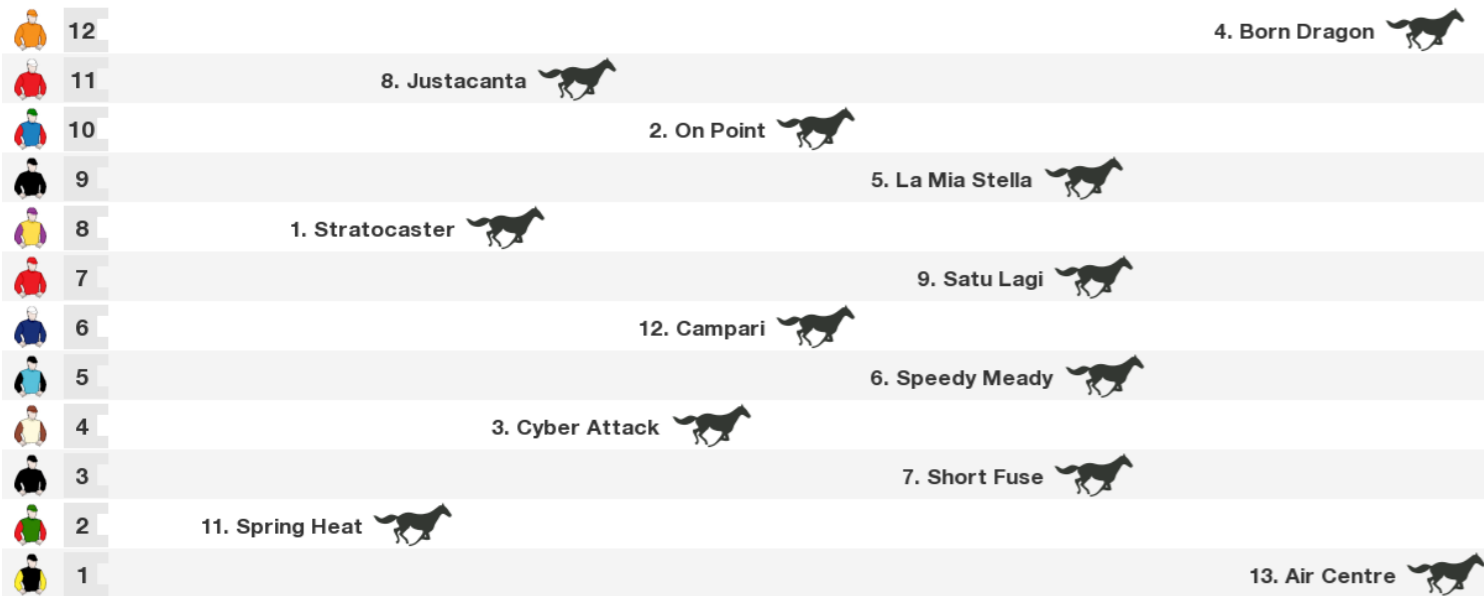 12 4. Born Dragon
11 8. Justacanta
10 2. On Point
9 5. La Mia Stella
8 1. Stratocaster
7 9. Satu Lagi
6 12. Campari
5 6. Speedy Meady
4 3. Cyber Attack
3 7. Short Fuse
2 11. Spring Heat
1 13. Air Centre